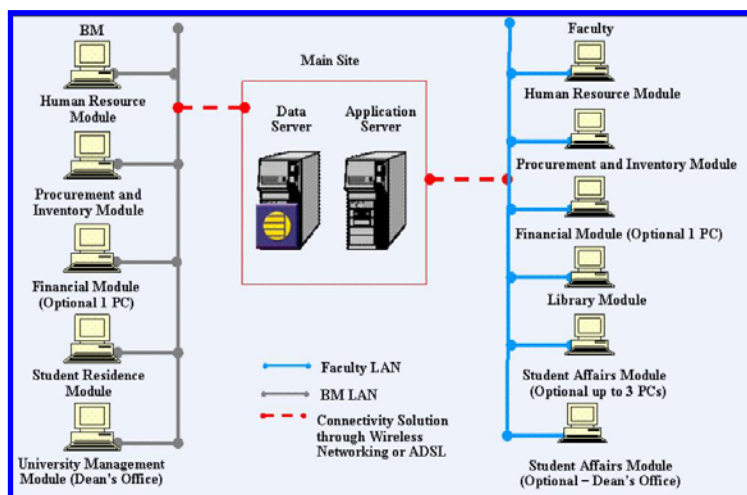 BM
Human Resource
Module
Procurement and
Inventory Module
Financial Module
(Optional 1 PC)
Student Residence
Module
University Management
Module (Dean's Office)
Main Site
Data
Server
Application
Server
Faculty LAN
BM LAN
Connectivity Solution
through Wireless
Networking or ADSL
Faculty
Human Resource Module
Procurement and Inventory Module
Financial Module (Optional 1 PC)
Library Module
Student Affairs Module
(Optional up to 3 PCs)
Student Affairs Module
(Optional – Dean's Office)